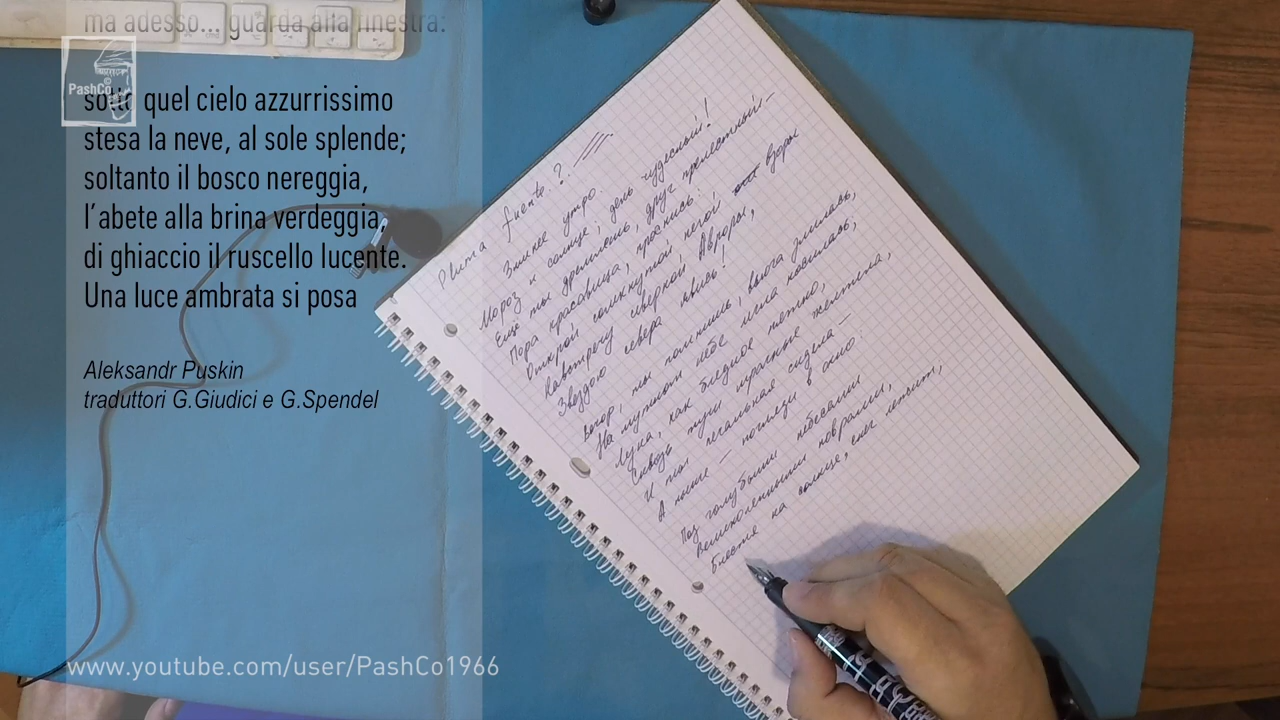 ma adesso... guarda alla finestra:
PashCo
sotto quel cielo azzurrissimo
stesa la neve, al sole splende;
soltanto il bosco nereggia,
l’abete alla brina verdeggia,
di ghiaccio il ruscello lucente.
Una luce ambrata si posa
Aleksandr Puskin
traduttori G.Giudici e G.Spendel
www.youtube.com/user/PashCo1966
Зимнее утро.
Мороз и солнце; день чудесный!
Ещё ты дремлешь, друг прелестный –
Пора, красавица, проснись:
Открой сомкнуты негой взоры
Навстречу северной Авроры,
Звездою севера явись!
Вечор, ты помнишь, вьюга злилась,
На мутном небе мгла носилась;
Луна, как бледное пятно,
Сквозь тучи мрачные желтела,
И ты печальная сидела –
А нынче – погляди в окно:
Под голубыми небесами
Великолепными коврами,
Блестя на солнце, снег лежит;